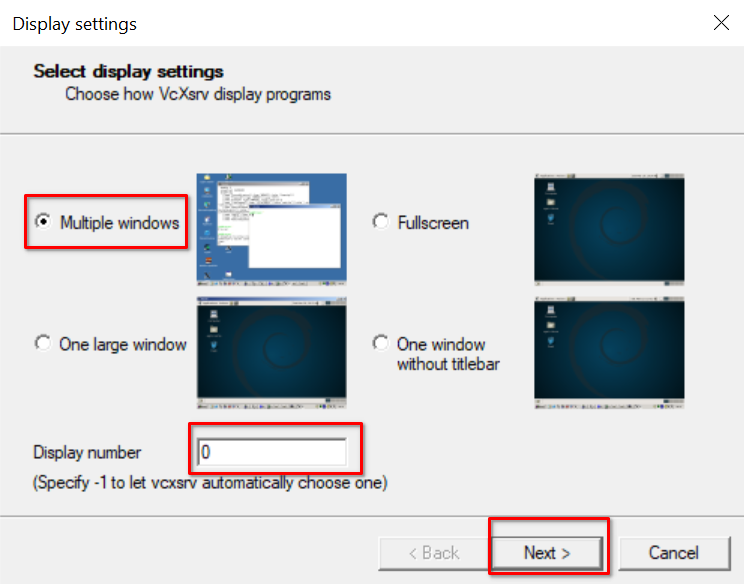 Display settings
Select display settings
Choose how VcXsrv display programs
Multiple windows
Fullscreen
One large window
One window
without titlebar
Display number
0
(Specify -1 to let vcxsrv automatically choose one)
< Back
Next >
Cancel